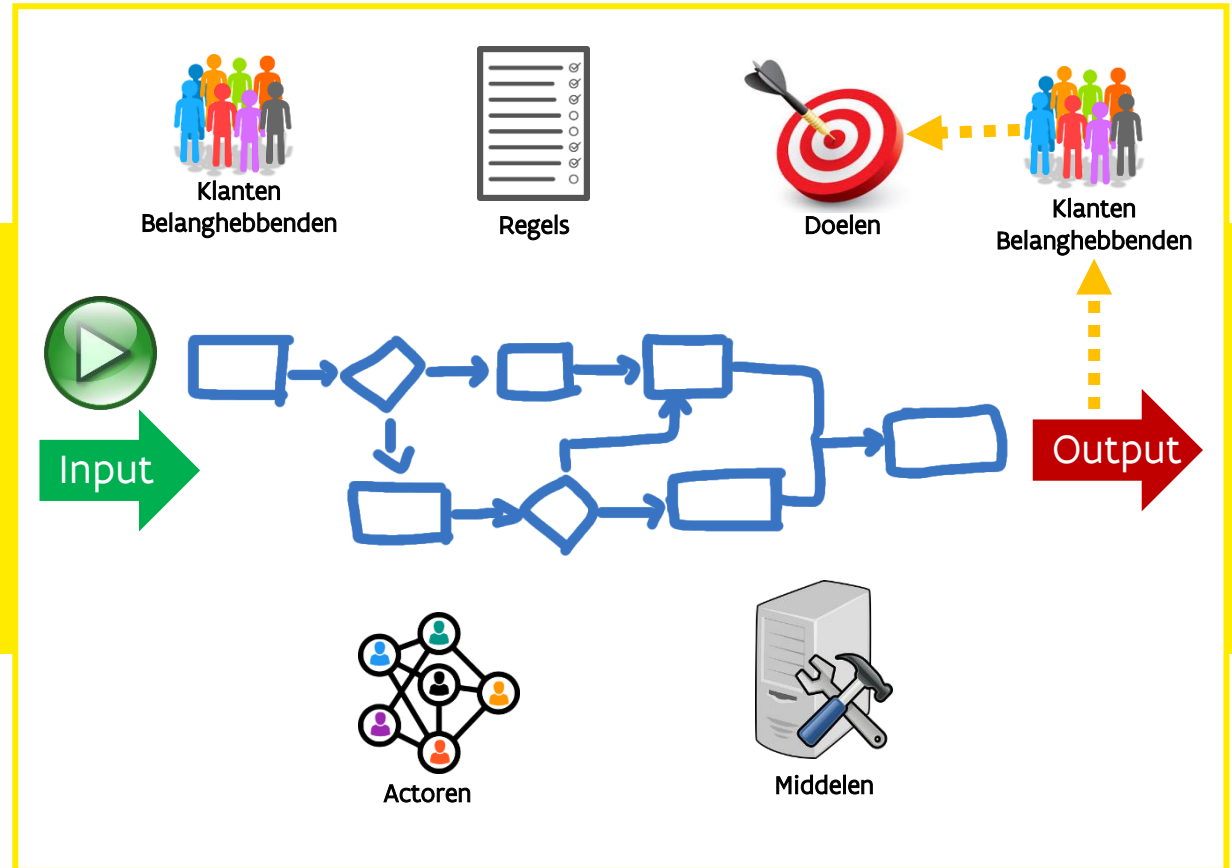 Klanten
Belanghebbenden
Regels
Doelen
Klanten
Belanghebbenden
Input
Output
Actoren
Middelen